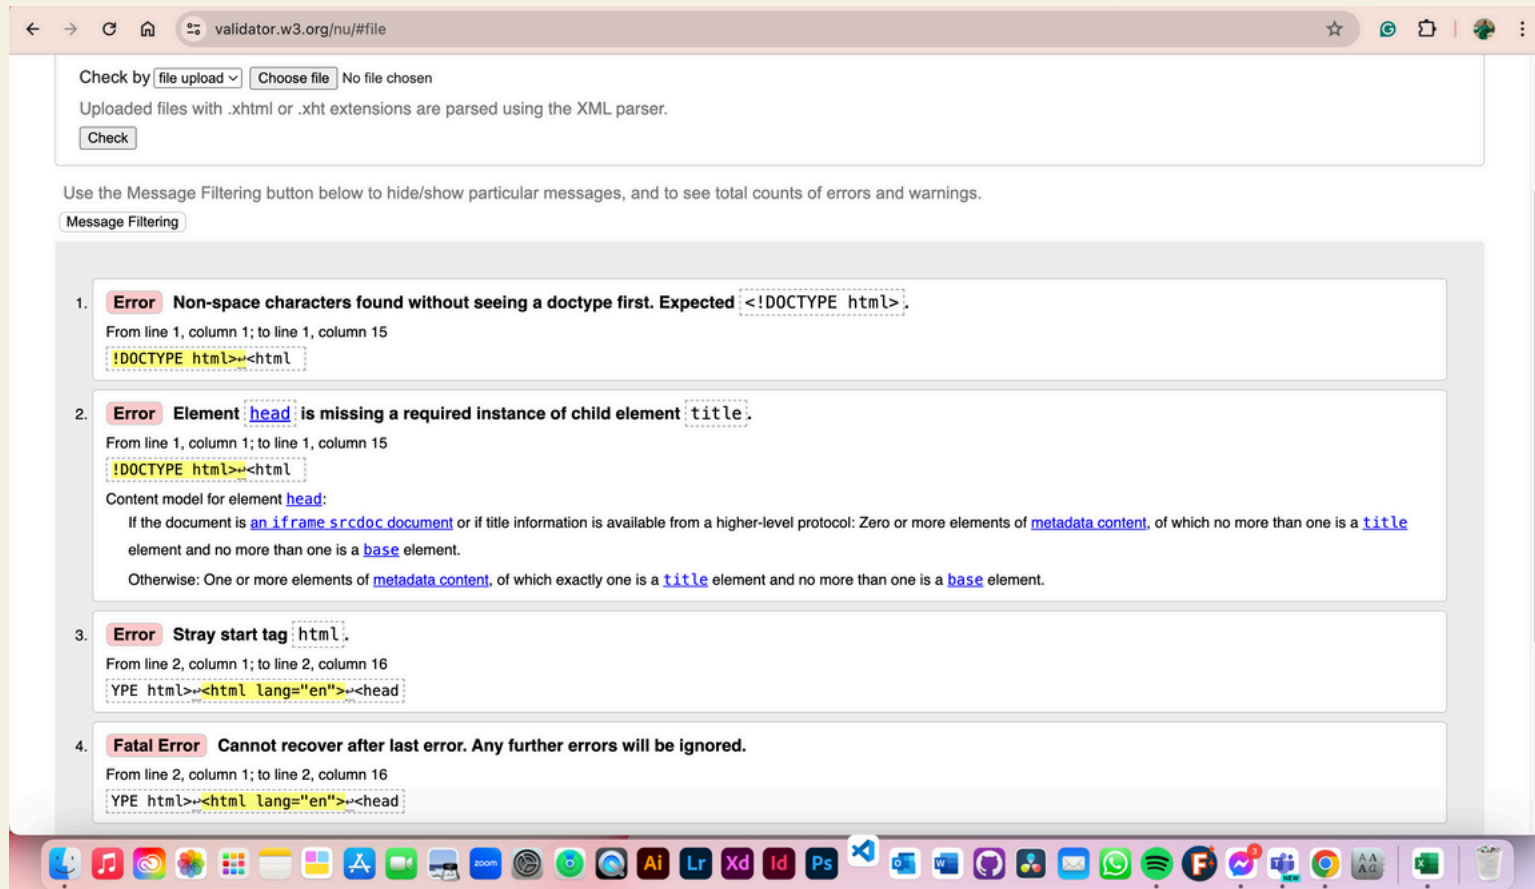 validator.w3.org/nu/#file
Check by file upload Choose file No file chosen
Uploaded files with .xhtml or .xht extensions are parsed using the XML parser.
Check
Use the Message Filtering button below to hide/show particular messages, and to see total counts of errors and warnings.
Message Filtering
1. Error Non-space characters found without seeing a doctype first. Expected <!DOCTYPE html>.
From line 1, column 1; to line 1, column 15
!DOCTYPE html>↩<html
2. Error Element head is missing a required instance of child element title.
From line 1, column 1; to line 1, column 15
!DOCTYPE html>↩<html
Content model for element head:
If the document is an iframe srcdoc document or if title information is available from a higher-level protocol: Zero or more elements of metadata content, of which no more than one is a title
element and no more than one is a base element.
Otherwise: One or more elements of metadata content, of which exactly one is a title element and no more than one is a base element.
3. Error Stray start tag html.
From line 2, column 1; to line 2, column 16
YPE html>↩<html lang="en">↩<head
4. Fatal Error Cannot recover after last error. Any further errors will be ignored.
From line 2, column 1; to line 2, column 16
YPE html>↩<html lang="en">↩<head
zoom Ai Lr Xd Id Ps 3 NEW